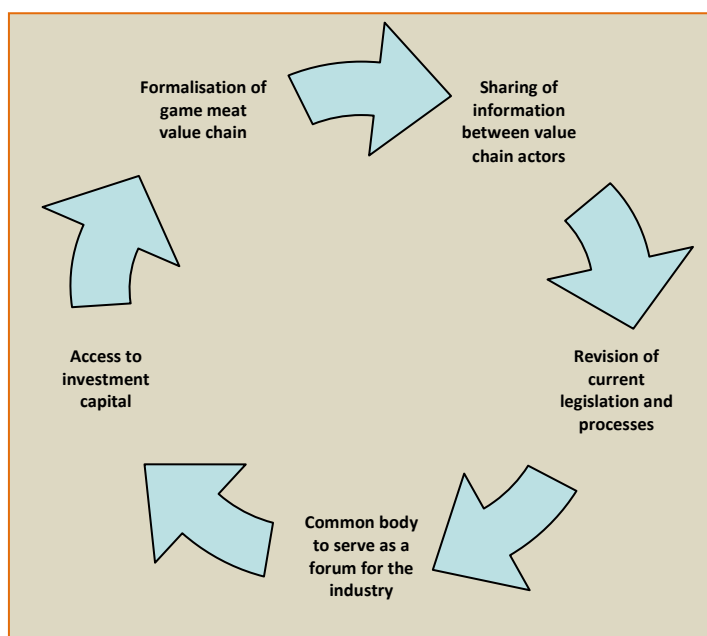 Formalisation of
game meat
value chain
Sharing of
information
between value
chain actors
Revision of
current
legislation and
processes
Common body
to serve as a
forum for the
industry
Access to
investment
capital